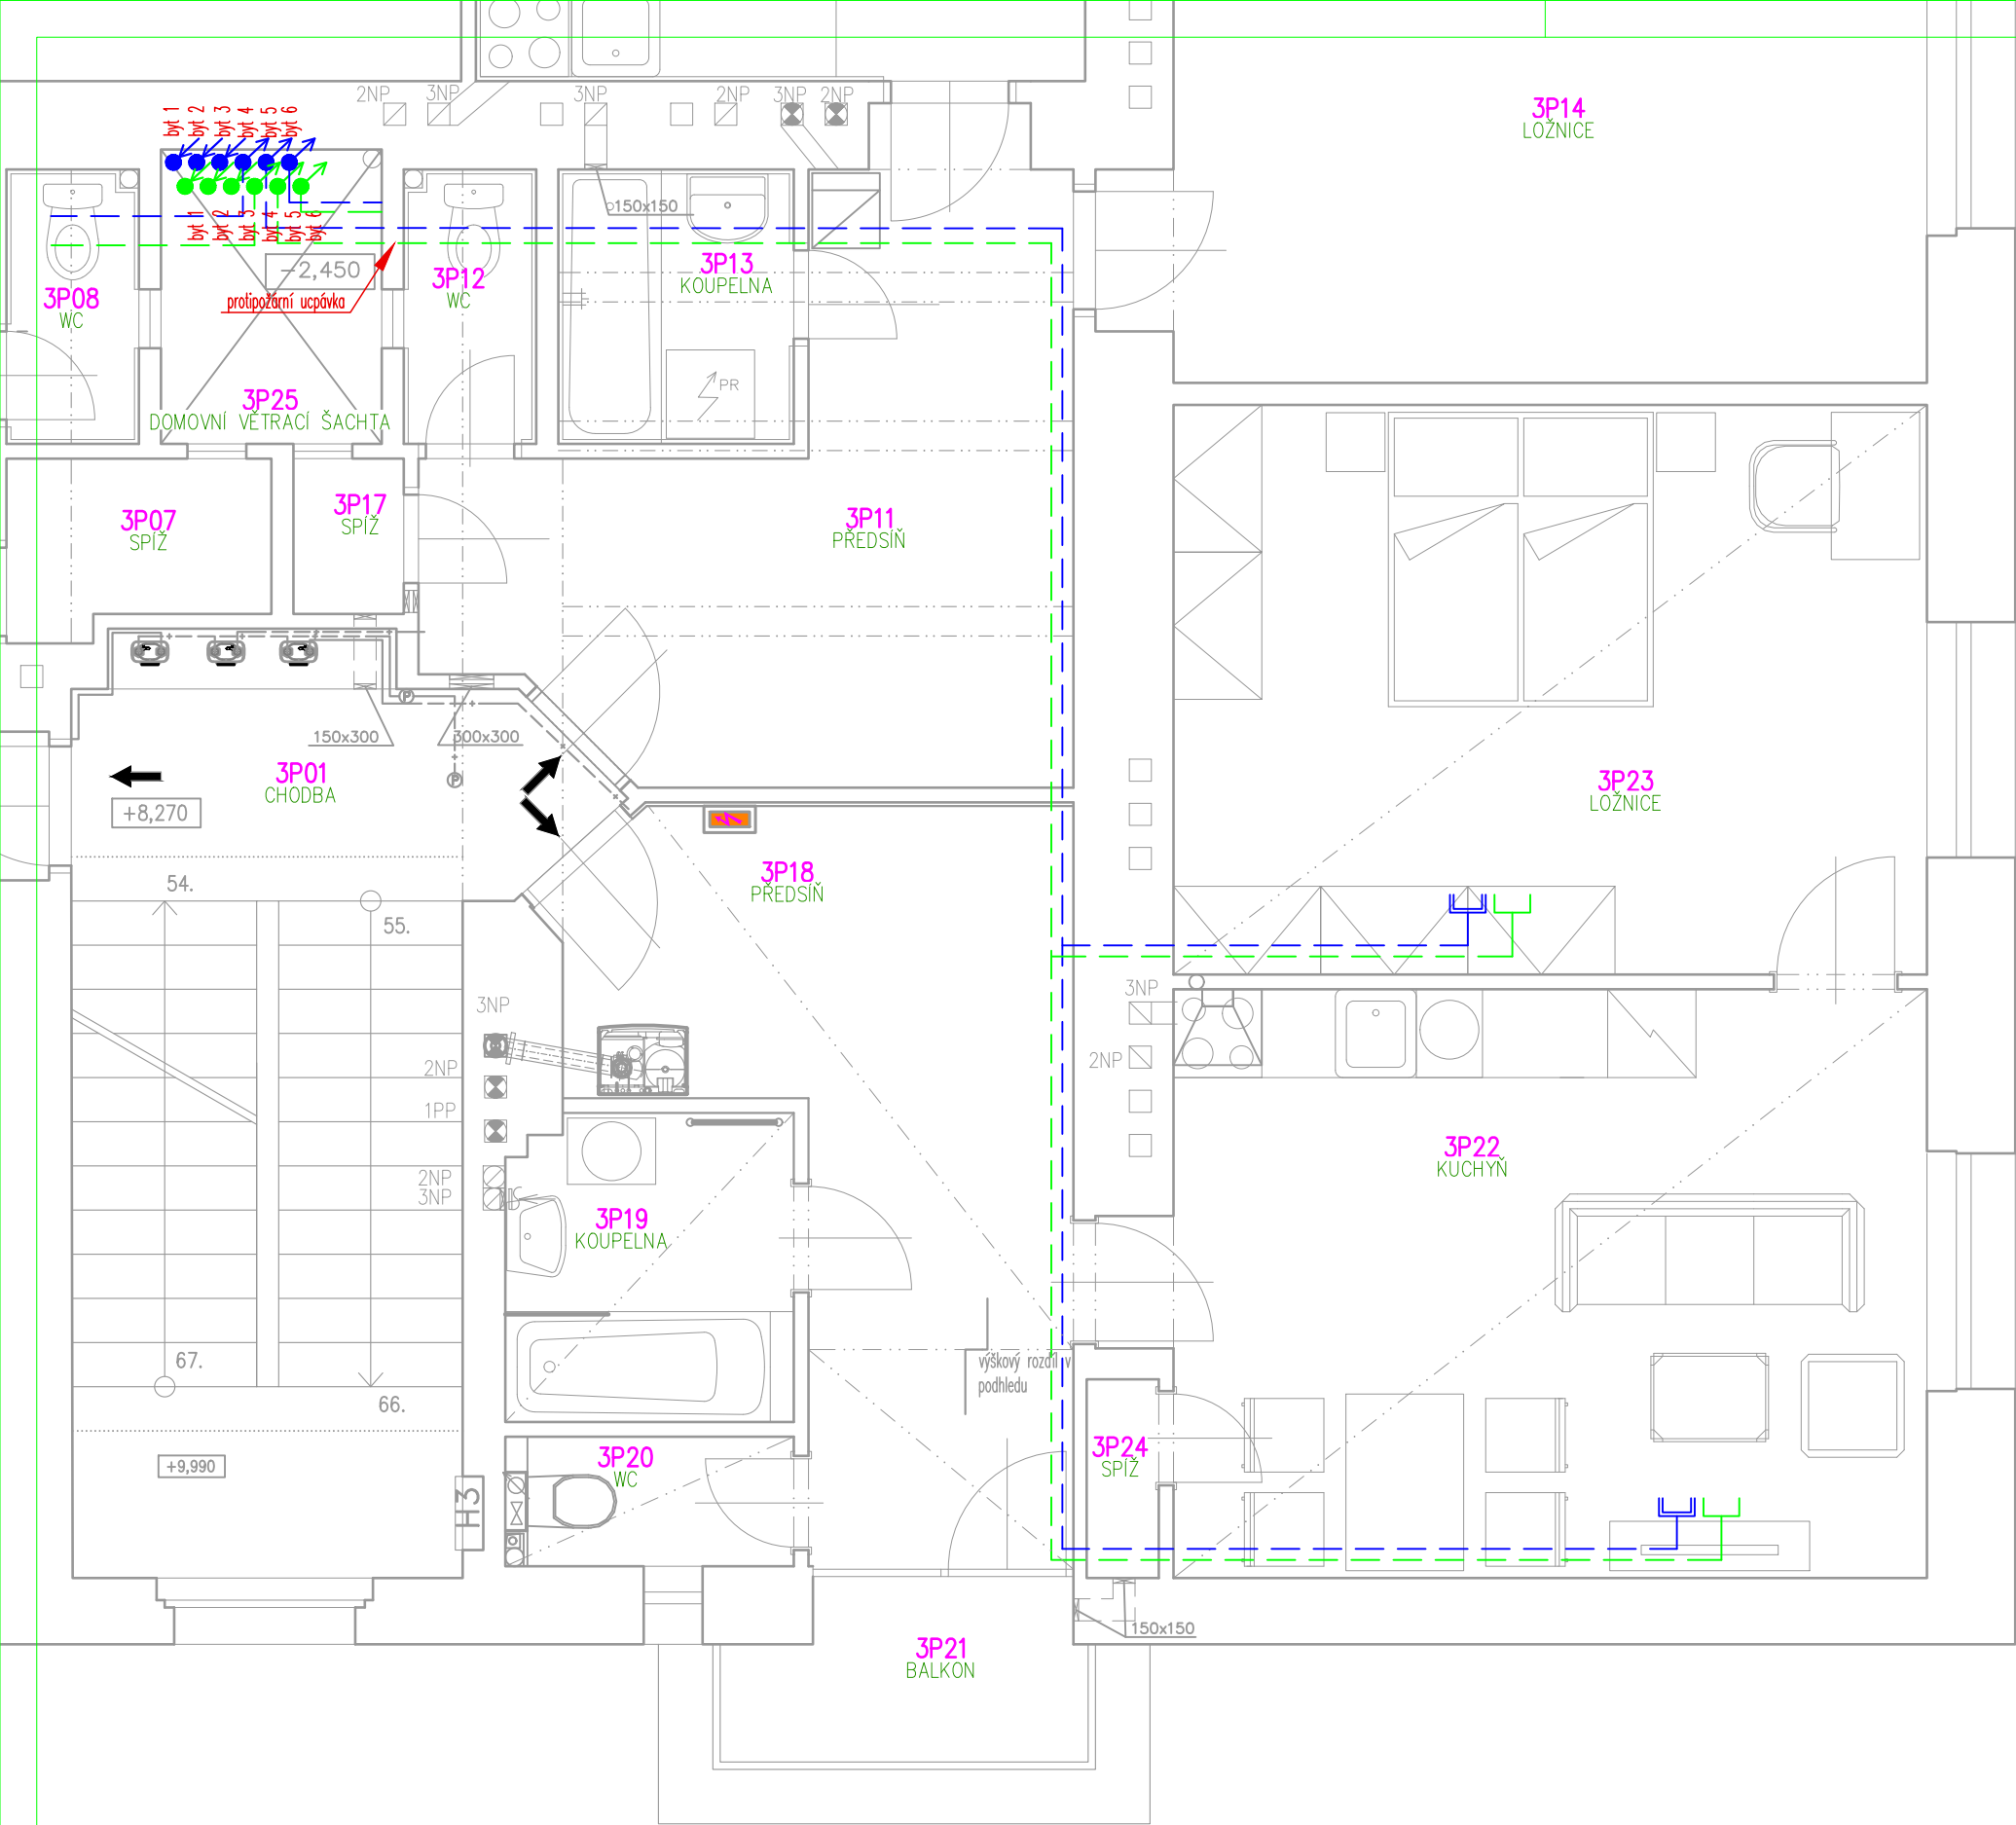 2NP
3NP
3NP
2NP
3NP
2NP
3P14
LOŽNICE
byt 1
byt 2
byt 3
byt 4
byt 5
byt 6
byt 1
byt 2
byt 3
byt 4
byt 5
byt 6
150x150
-2,450
protipožární ucpávka
3P08
WC
3P12
WC
3P13
KOUPELNA
PR
3P25
DOMOVNÍ VĚTRACÍ ŠACHTA
3P07
SPÍŽ
3P17
SPÍŽ
3P11
PŘEDSÍŇ
P
150x300
300x300
P
3P01
CHODBA
+8,270
3P23
LOŽNICE
3P18
PŘEDSÍŇ
54.
55.
3NP
3NP
2NP
2NP
1PP
2NP
3NP
3P22
KUCHYŇ
3P19
KOUPELNA
67.
66.
výškový rozdíl v
podhledu
3P24
SPÍŽ
3P20
WC
+9,990
H3
150x150
3P21
BALKON